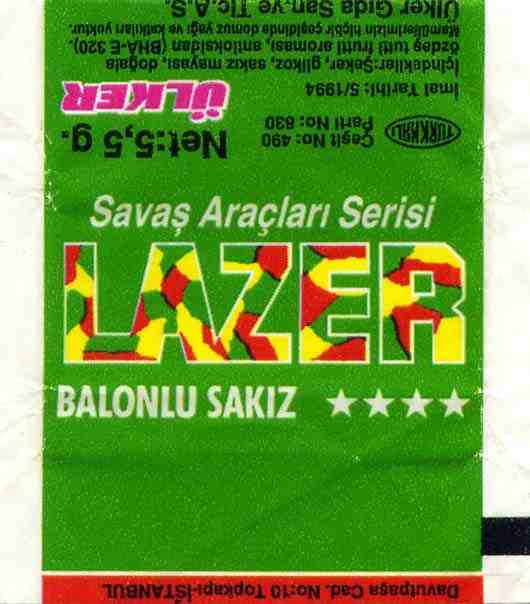 Ülker Gıda San.ve Tic.A.Ş.
Mamüllerimizin hiçbir çeşidinde domuz yağı ve katkıları yoktur.
özdeş tutti frutti aroması, antioksidan (BHA-E 320).
İçindekiler:Şeker, glikoz, sakız mayası, doğala
İmal Tarihi: 5/1994
ÜLKER
Parti No: 830
Çeşit No: 490
TÜRKMALI
Net:5,5 g.
Savaş Araçları Serisi
LAZER
BALONLU SAKIZ ★★★★
Davutpaşa Cad. No:10 Topkapı-İSTANBUL